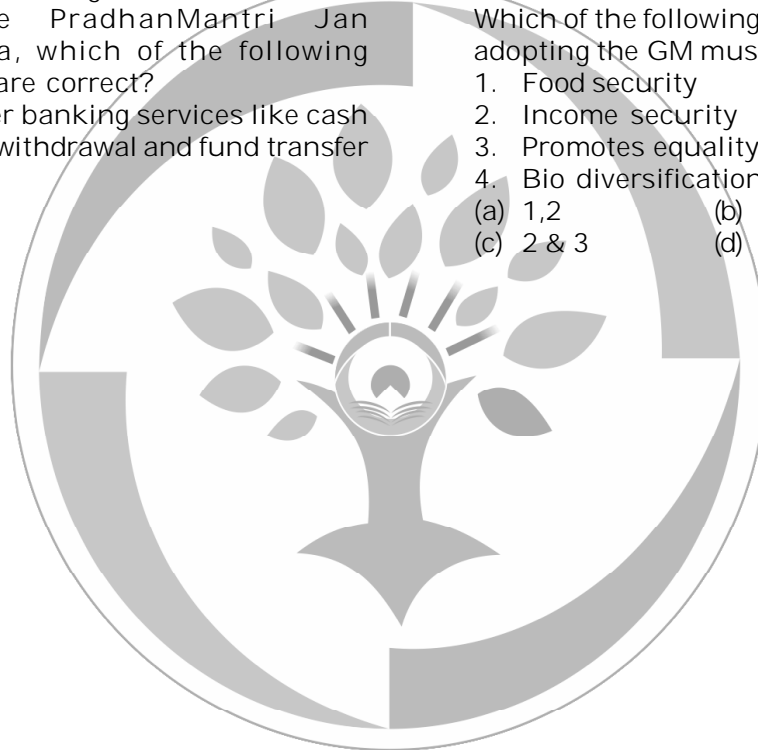 e PradhanMantri Jan
a, which of the following
are correct?
er banking services like cash
withdrawal and fund transfer
Which of the following
adopting the GM mus
1. Food security
2. Income security
3. Promotes equality
4. Bio diversification
(a) 1,2 (b)
(c) 2 & 3 (d)